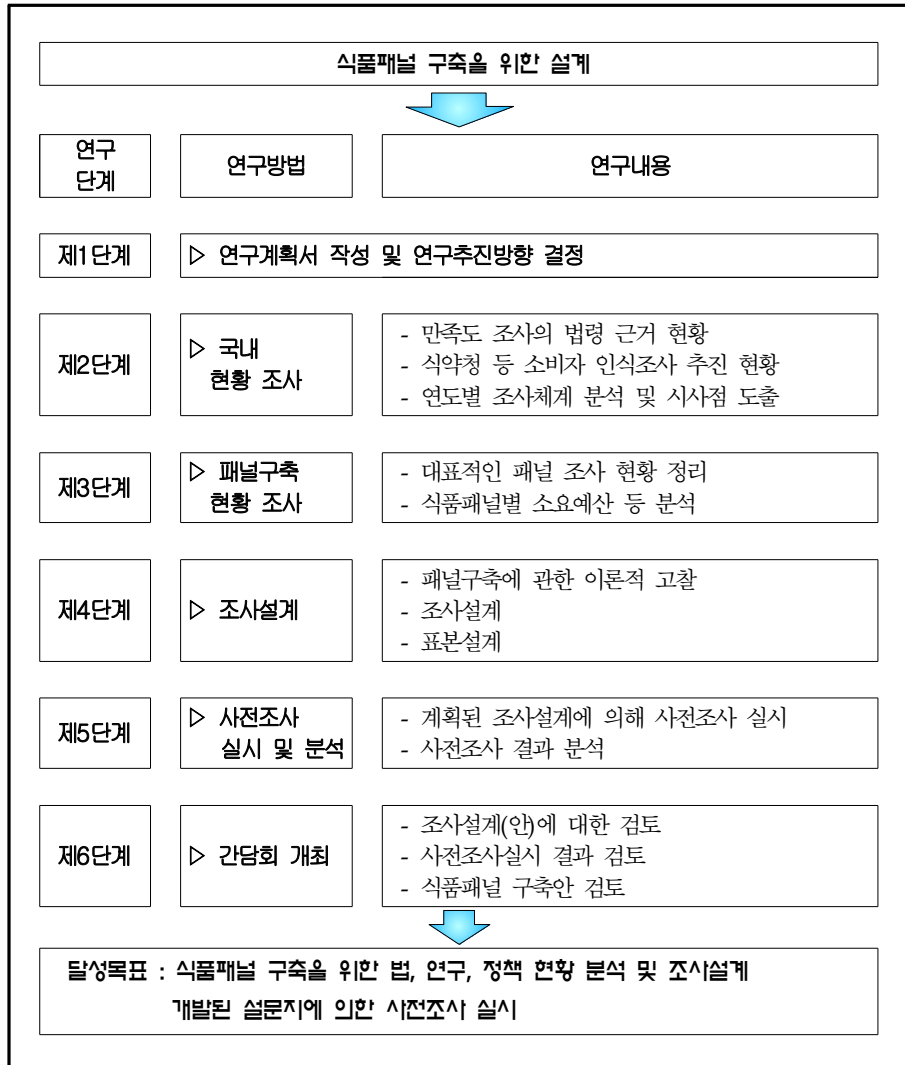 식품패널 구축을 위한 설계
연구
단계
연구방법
연구내용
제1단계
▷ 연구계획서 작성 및 연구추진방향 결정
제2단계
▷ 국내
현황 조사
- 만족도 조사의 법령 근거 현황
- 식약청 등 소비자 인식조사 추진 현황
- 연도별 조사체계 분석 및 시사점 도출
제3단계
▷ 패널구축
현황 조사
- 대표적인 패널 조사 현황 정리
- 식품패널별 소요예산 등 분석
제4단계
▷ 조사설계
- 패널구축에 관한 이론적 고찰
- 조사설계
- 표본설계
제5단계
▷ 사전조사
실시 및 분석
- 계획된 조사설계에 의해 사전조사 실시
- 사전조사 결과 분석
제6단계
▷ 간담회 개최
- 조사설계(안)에 대한 검토
- 사전조사실시 결과 검토
- 식품패널 구축안 검토
달성목표 : 식품패널 구축을 위한 법, 연구, 정책 현황 분석 및 조사설계
개발된 설문지에 의한 사전조사 실시